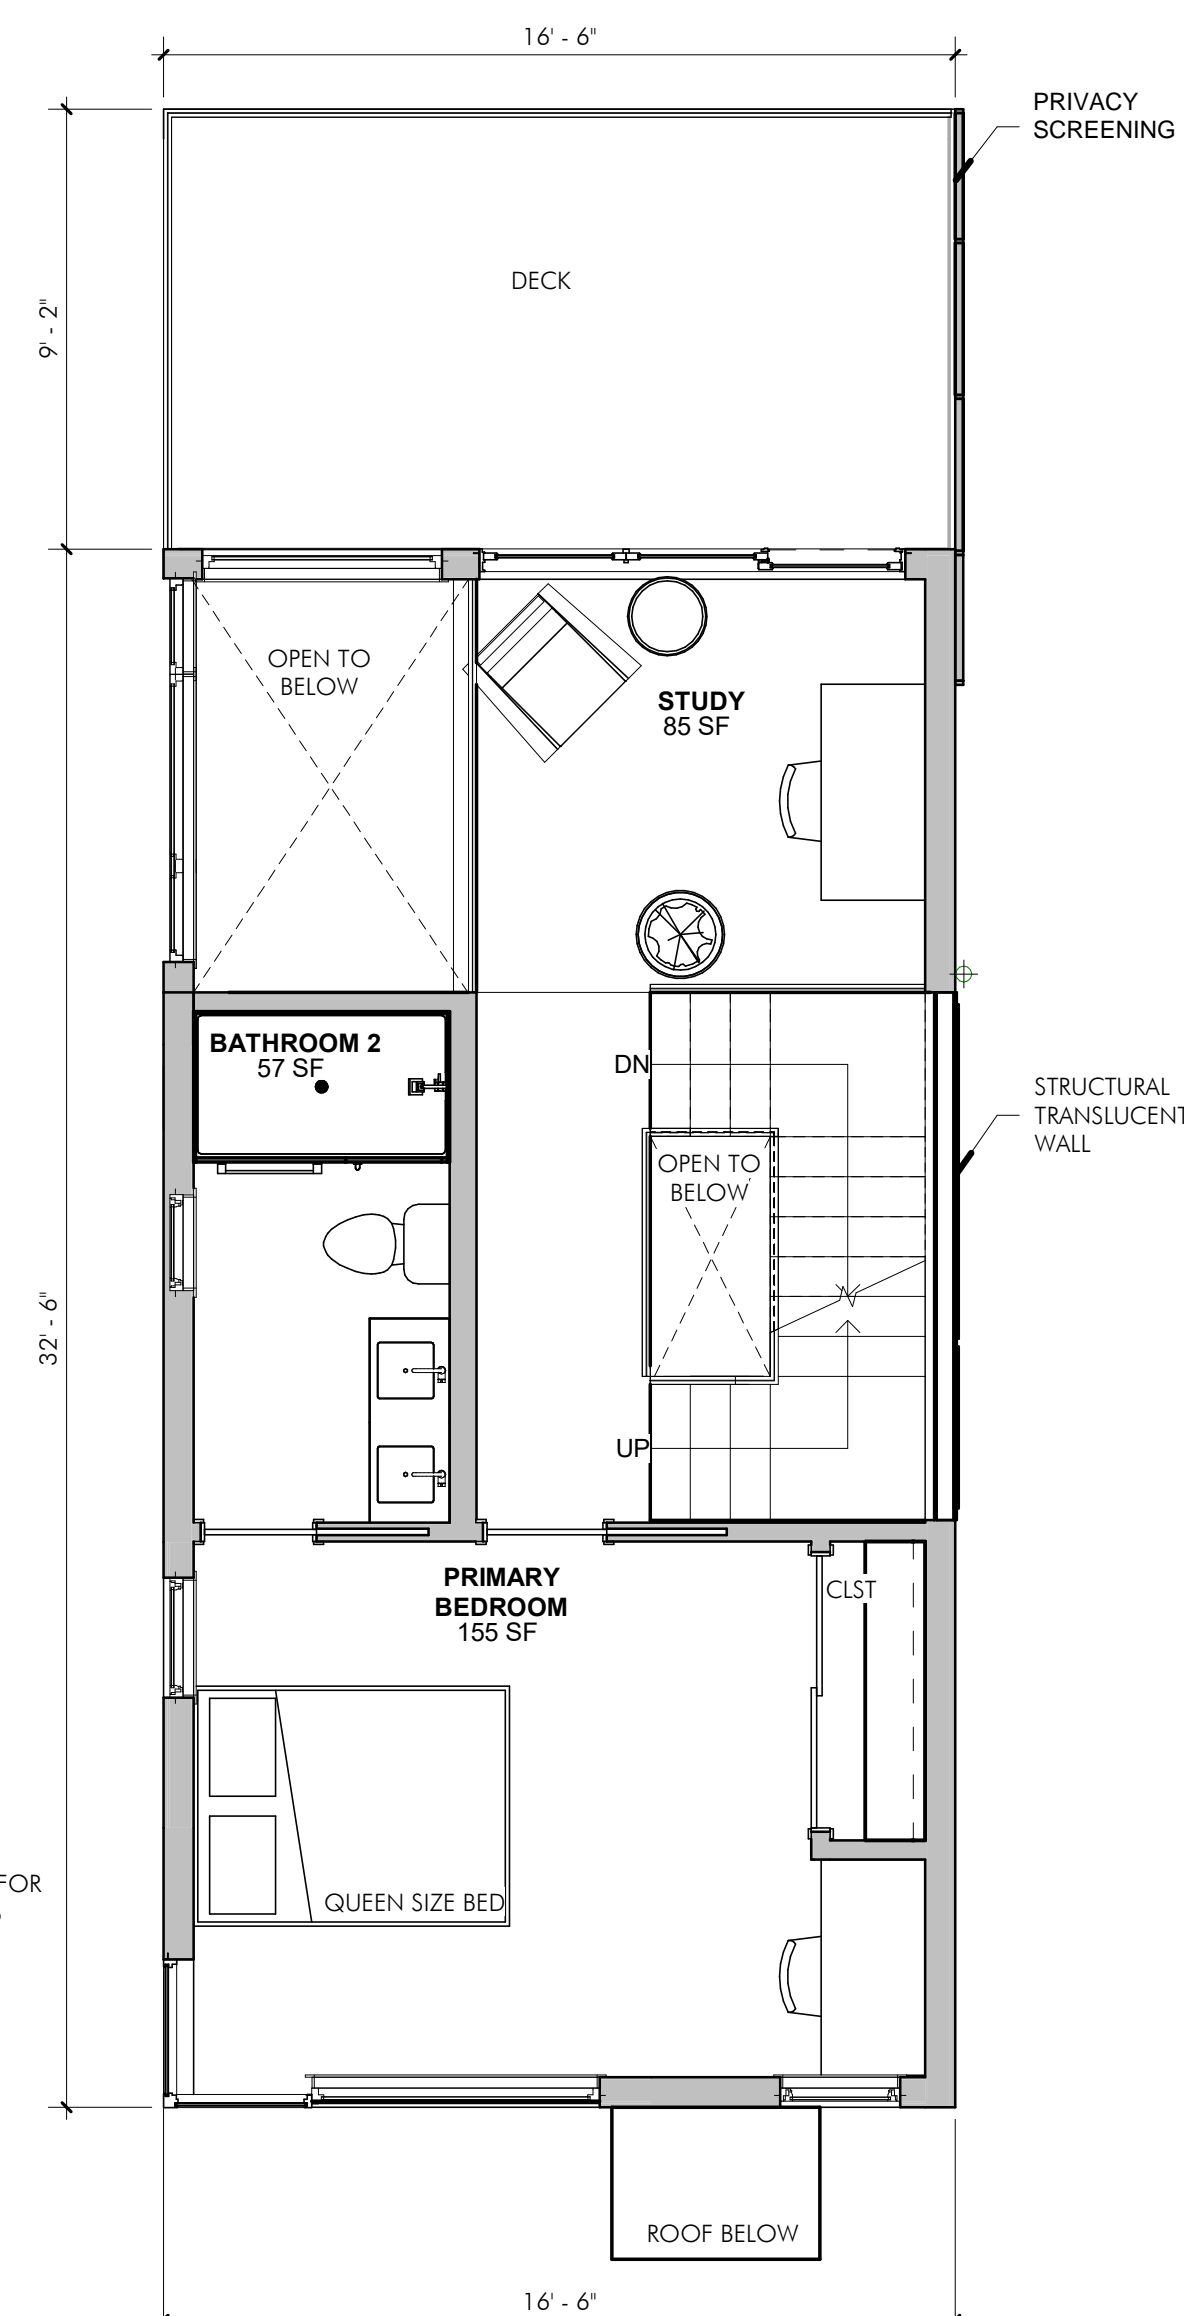 16' - 6"
PRIVACY
SCREENING
DECK
9' - 2"
OPEN TO
BELOW
STUDY
85 SF
BATHROOM 2
57 SF
DN
STRUCTURAL
TRANSLUCENT
WALL
OPEN TO
BELOW
32' - 6"
UP
PRIMARY
BEDROOM
155 SF
CLST
FOR
QUEEN SIZE BED
ROOF BELOW
16' - 6"